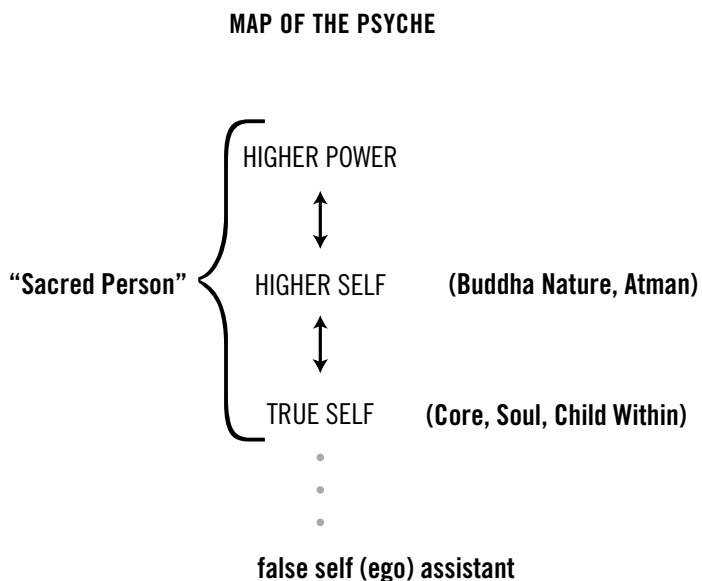 MAP OF THE PSYCHE
HIGHER POWER
“Sacred Person” HIGHER SELF (Buddha Nature, Atman)
TRUE SELF (Core, Soul, Child Within)
false self (ego) assistant